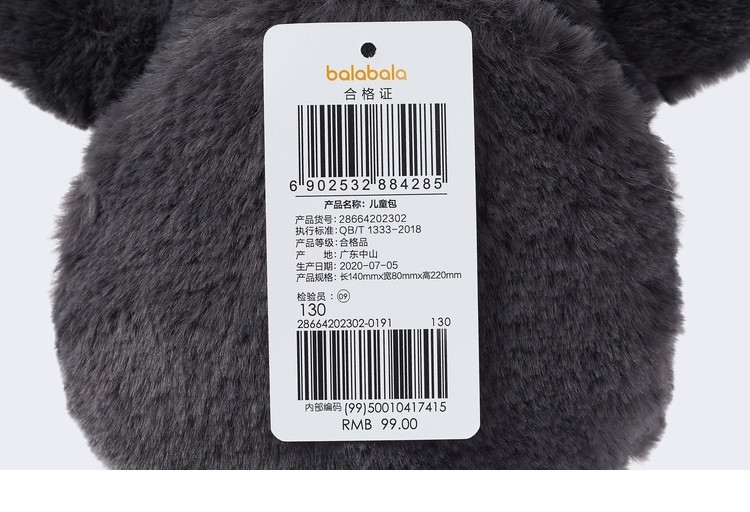 balabala
合格证
6 902532 884285
产品名称：儿童包
产品货号：28664202302
执行标准：QB/T 1333-2018
产品等级：合格品
产 地：广东中山
生产日期：2020-07-05
产品规格：长140mmx宽80mmx高220mm
检验员：09
130
28664202302-0191 130
内部编码 (99)50010417415
RMB 99.00